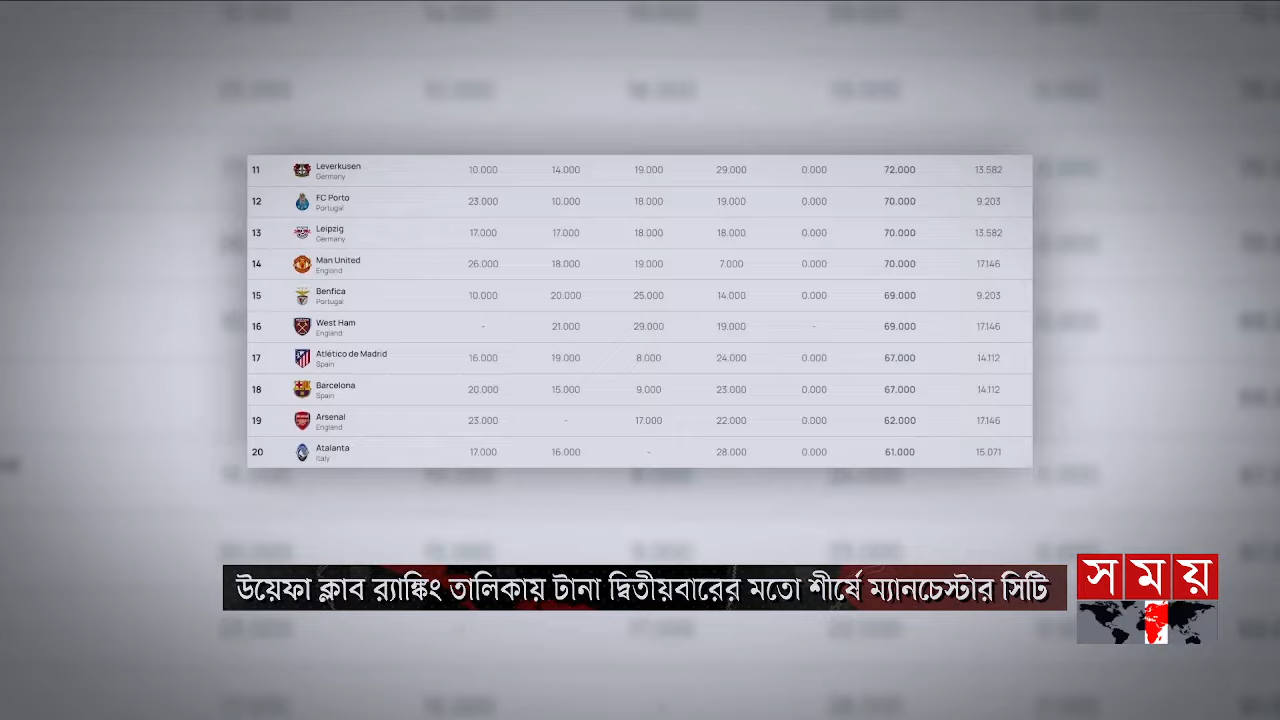 11 Leverkusen 10.000 14.000 19.000 29.000 0.000 72.000 13.582
Germany
12 FC Porto 23.000 10.000 18.000 19.000 0.000 70.000 9.203
Portugal
13 Leipzig 17.000 17.000 18.000 18.000 0.000 70.000 13.582
Germany
14 Man United 26.000 18.000 19.000 7.000 0.000 70.000 17.146
England
15 Benfica 10.000 20.000 25.000 14.000 0.000 69.000 9.203
Portugal
16 West Ham - 21.000 29.000 19.000 - 69.000 17.146
England
17 Atlético de Madrid 16.000 19.000 8.000 24.000 0.000 67.000 14.112
Spain
18 Barcelona 20.000 15.000 9.000 23.000 0.000 67.000 14.112
Spain
19 Arsenal 23.000 - 17.000 22.000 0.000 62.000 17.146
England
20 Atalanta 17.000 16.000 - 28.000 0.000 61.000 15.071
Italy
উয়েফা ক্লাব র‍্যাঙ্কিং তালিকায় টানা দ্বিতীয়বারের মতো শীর্ষে ম্যানচেস্টার সিটি
সময়